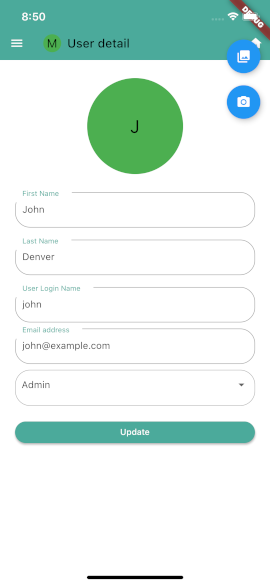 8:50
DEBUG
M User detail
J
First Name
John
Last Name
Denver
User Login Name
john
Email address
john@example.com
Admin
Update